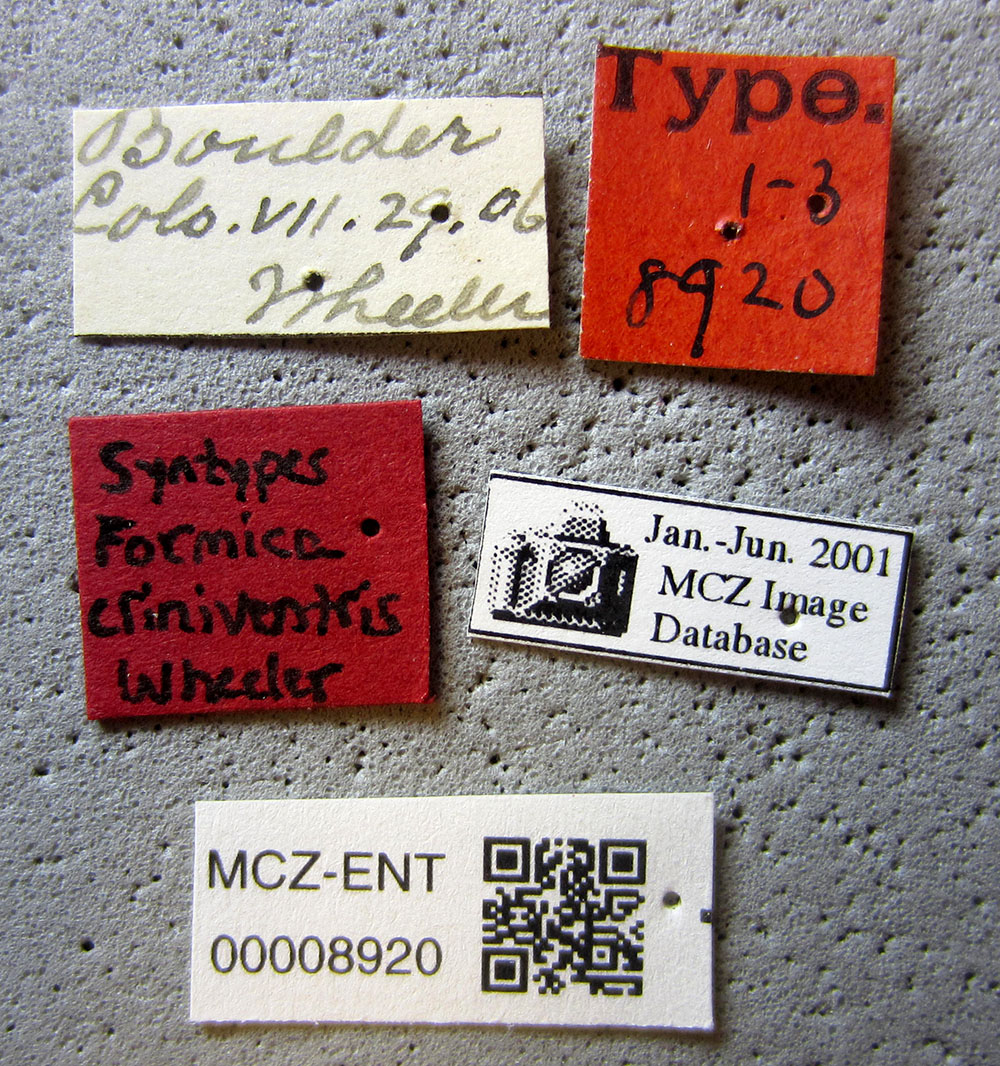 Boulder
Colo. VII. 29. 06
Wheeler
Type.
1-3
8920
Syntypes
Formica
criniventris
Wheeler
Jan.-Jun. 2001
MCZ Image
Database
MCZ-ENT
00008920